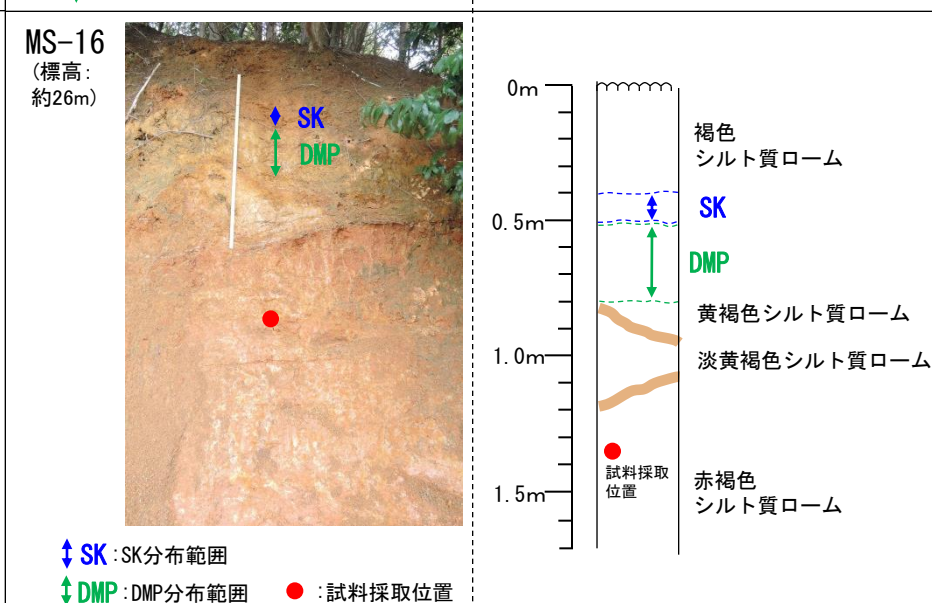 MS-16
(標高:
約26m)
SK
DMP
0m
褐色
シルト質ローム
SK
0.5m
DMP
黄褐色シルト質ローム
1.0m
淡黄褐色シルト質ローム
試料採取
位置
1.5m
赤褐色
シルト質ローム
SK:SK分布範囲
DMP:DMP分布範囲
:試料採取位置